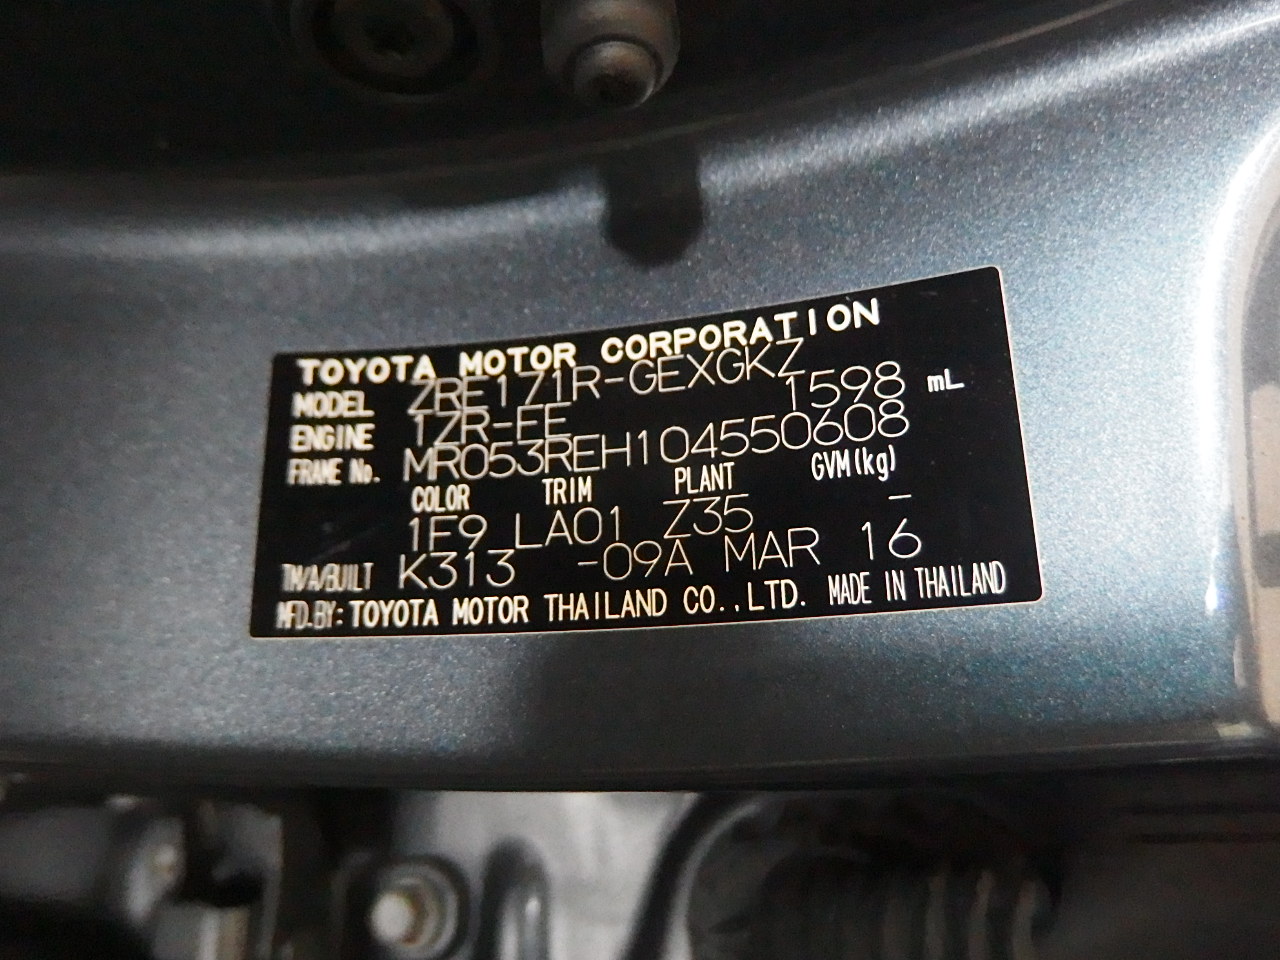 TOYOTA MOTOR CORPORATION
MODEL ZRE171R-GEXGKZ
ENGINE 1ZR-FE 1598 mL
FRAME No. MR053REH104550608
COLOR TRIM PLANT GVM(kg)
1F9 LA01 Z35 -
TM/A/BUILT K313 -09A MAR 16
MFD.BY: TOYOTA MOTOR THAILAND CO.,LTD. MADE IN THAILAND